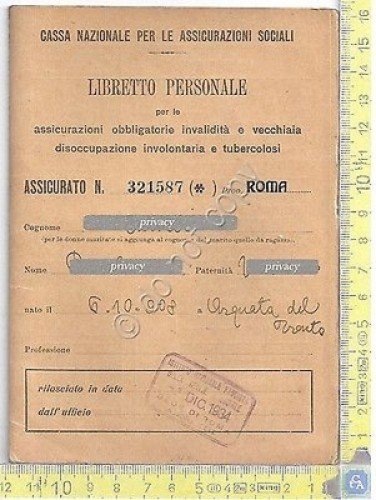 CASSA NAZIONALE PER LE ASSICURAZIONI SOCIALI
LIBRETTO PERSONALE
per le
assicurazioni obbligatorie invalidità e vecchiaia
disoccupazione involontaria e tubercolosi
ASSICURATO N. 321587 (*) Prov. ROMA
Cognome privacy
per le donne maritate si aggiunga al cognome del marito quello da ragazza
Nome privacy Paternità privacy
nato il 6.10.908 a Arquata del
Tronto
Professione
rilasciato in data
dall'ufficio
DIC. 1934
DI ROMA